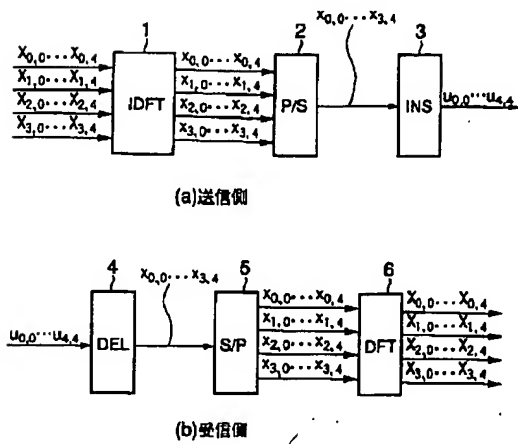 1
2
x0,0…x3,4
3
X0,0…X0,4
X1,0…X1,4
X2,0…X2,4
X3,0…X3,4
IDFT
x0,0…x0,4
x1,0…x1,4
x2,0…x2,4
x3,0…x3,4
P/S
INS
u0,0…u4,4
(a)送信側
4
x0,0…x3,4
5
6
u0,0…u4,4
DEL
S/P
x0,0…x0,4
x1,0…x1,4
x2,0…x2,4
x3,0…x3,4
DFT
X0,0…X0,4
X1,0…X1,4
X2,0…X2,4
X3,0…X3,4
(b)受信側